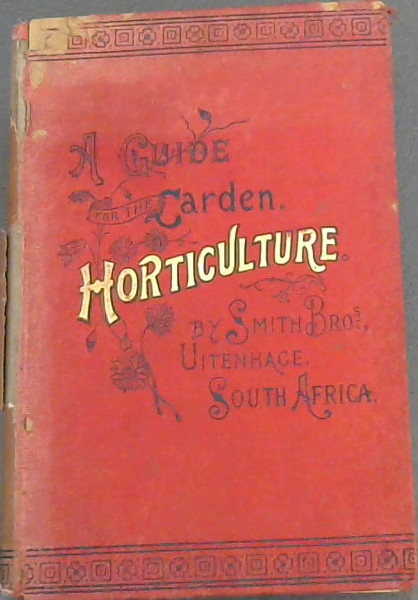 A GUIDE
FOR THE Garden.
HORTICULTURE.
BY SMITH BROS.,
UITENHAGE.
SOUTH AFRICA.